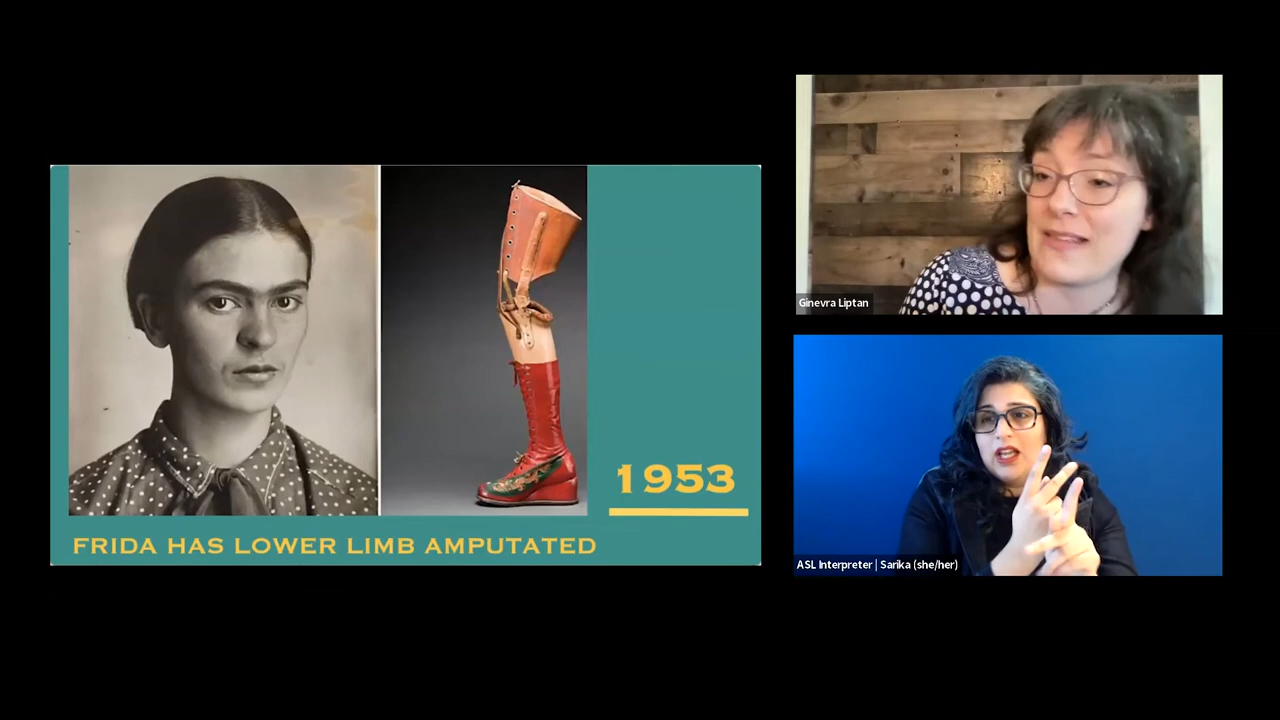 1953
FRIDA HAS LOWER LIMB AMPUTATED
Ginevra Liptan
ASL Interpreter | Sarika (she/her)